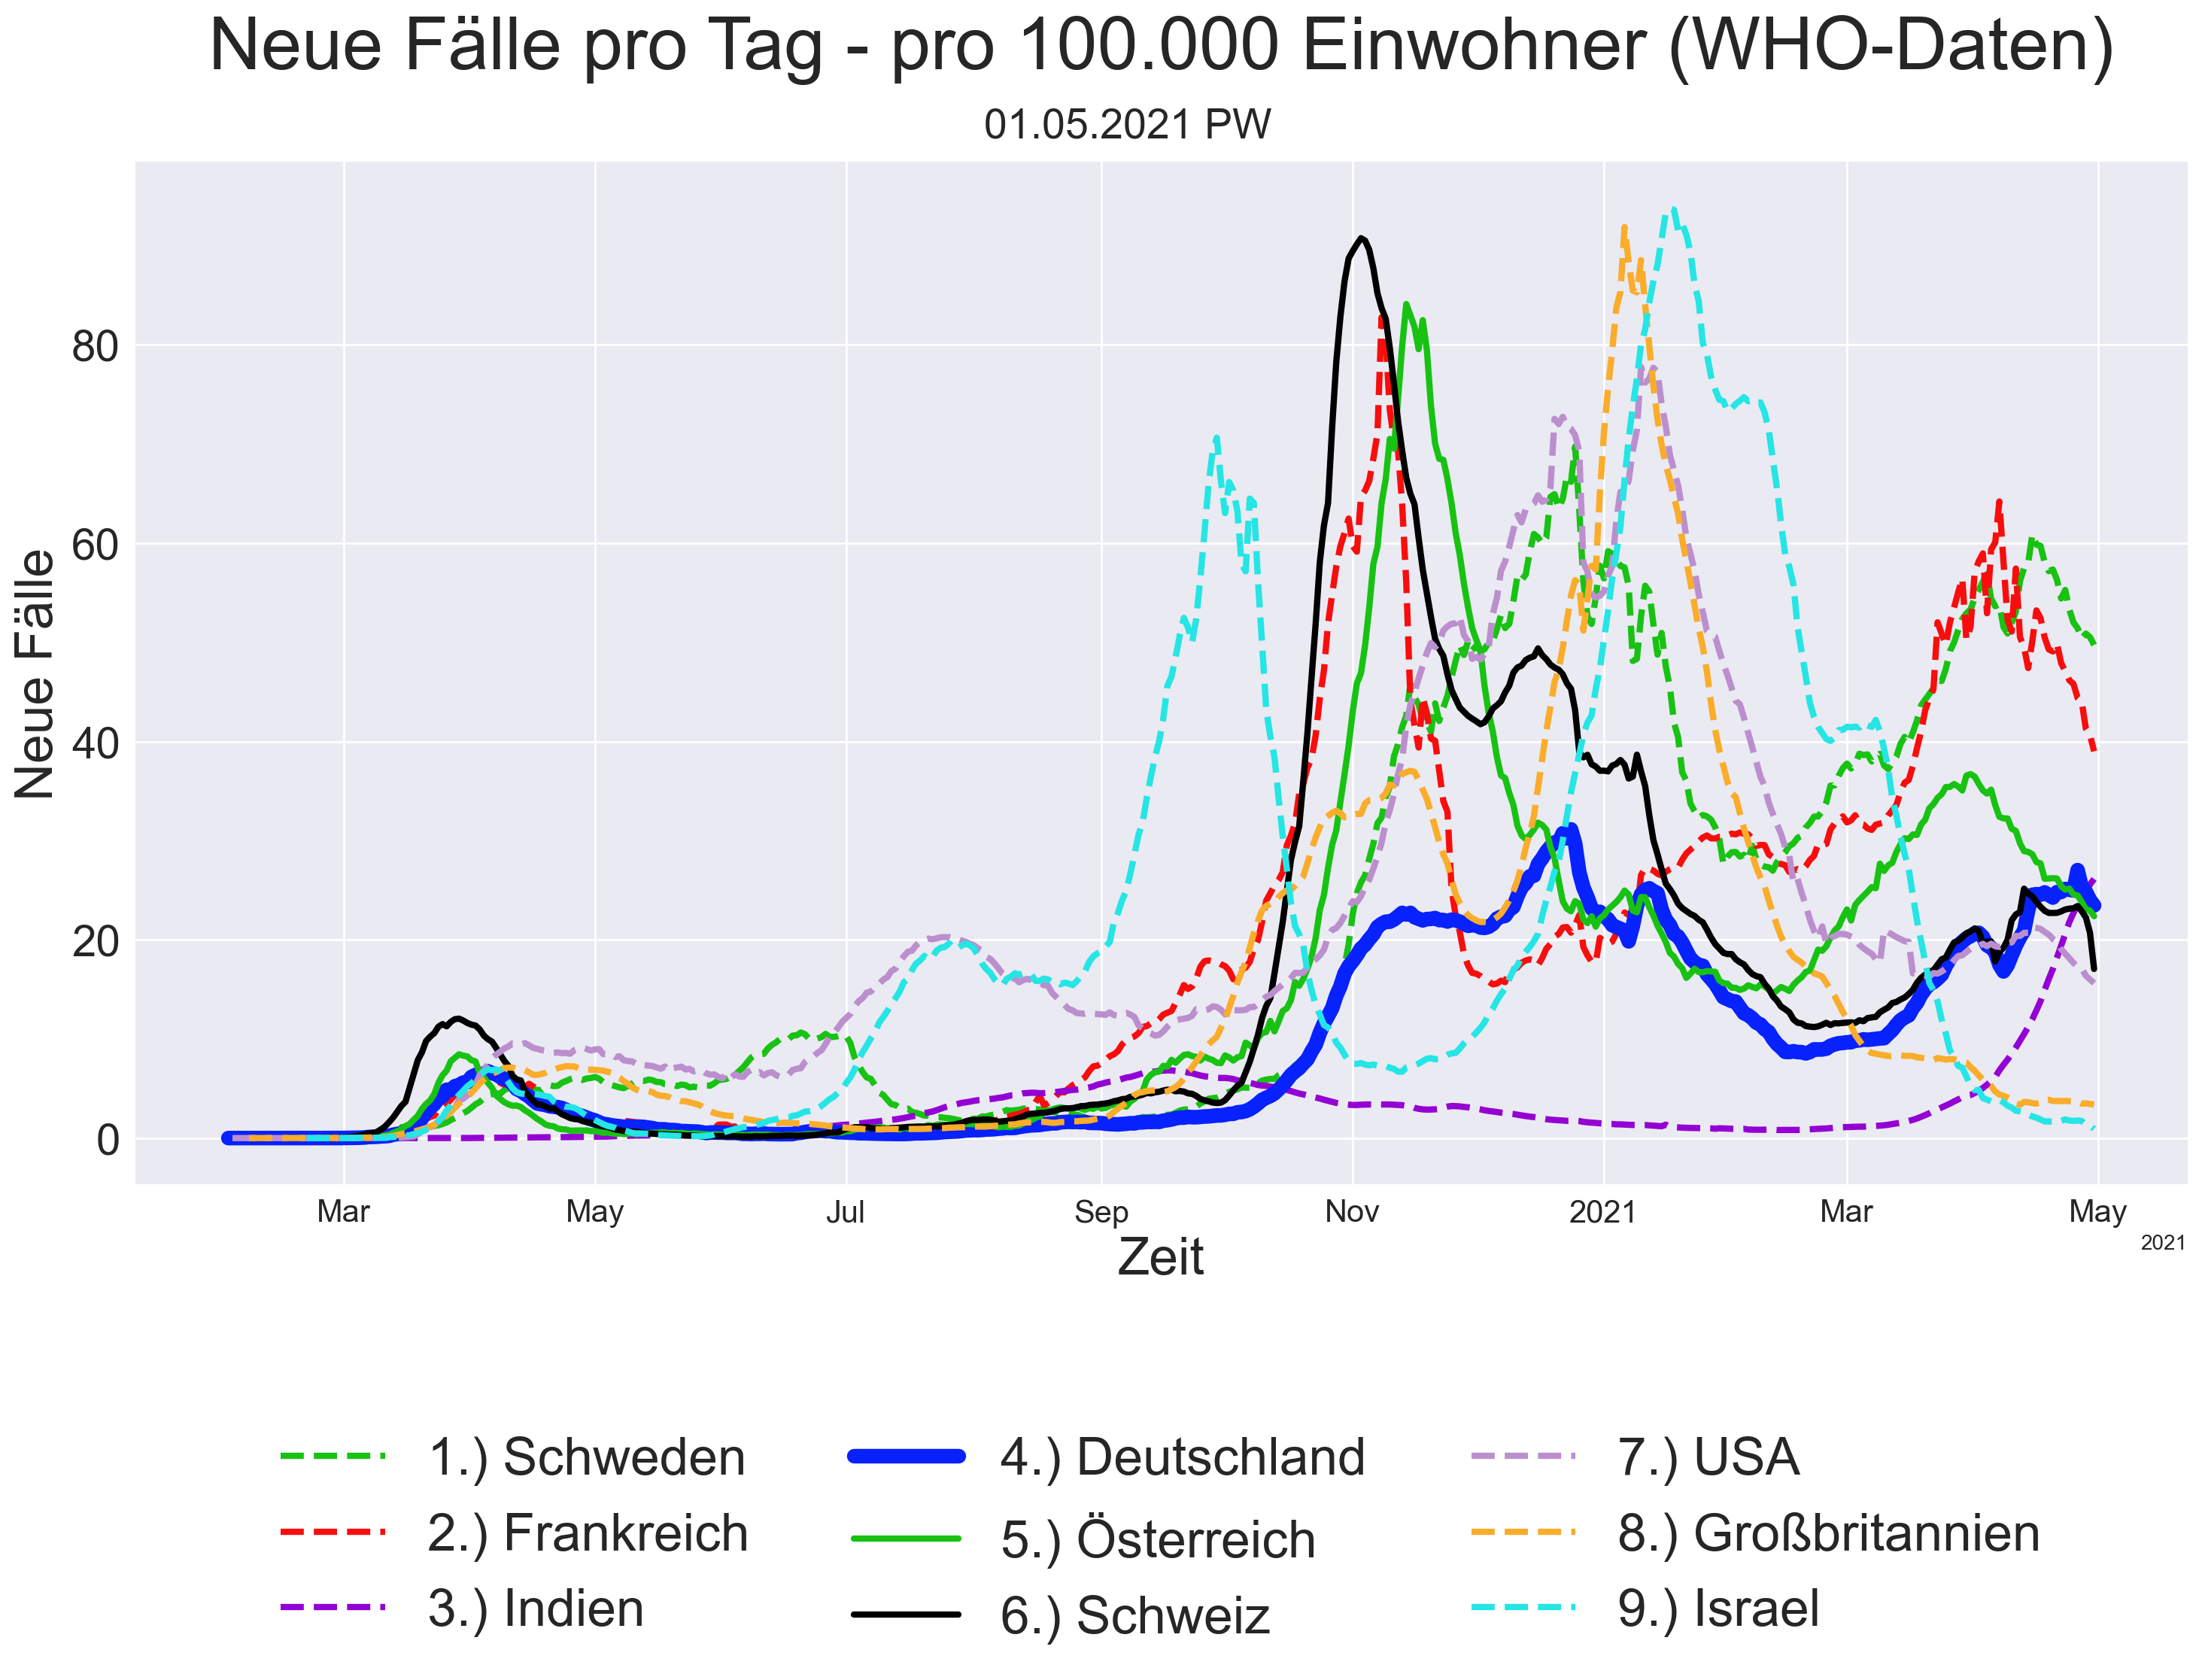 Neue Fälle pro Tag - pro 100.000 Einwohner (WHO-Daten)
01.05.2021 PW
Neue Fälle
80
60
40
20
0
Mar May Jul Sep Nov 2021 Mar May
2021
Zeit
1.) Schweden
2.) Frankreich
3.) Indien
4.) Deutschland
5.) Österreich
6.) Schweiz
7.) USA
8.) Großbritannien
9.) Israel